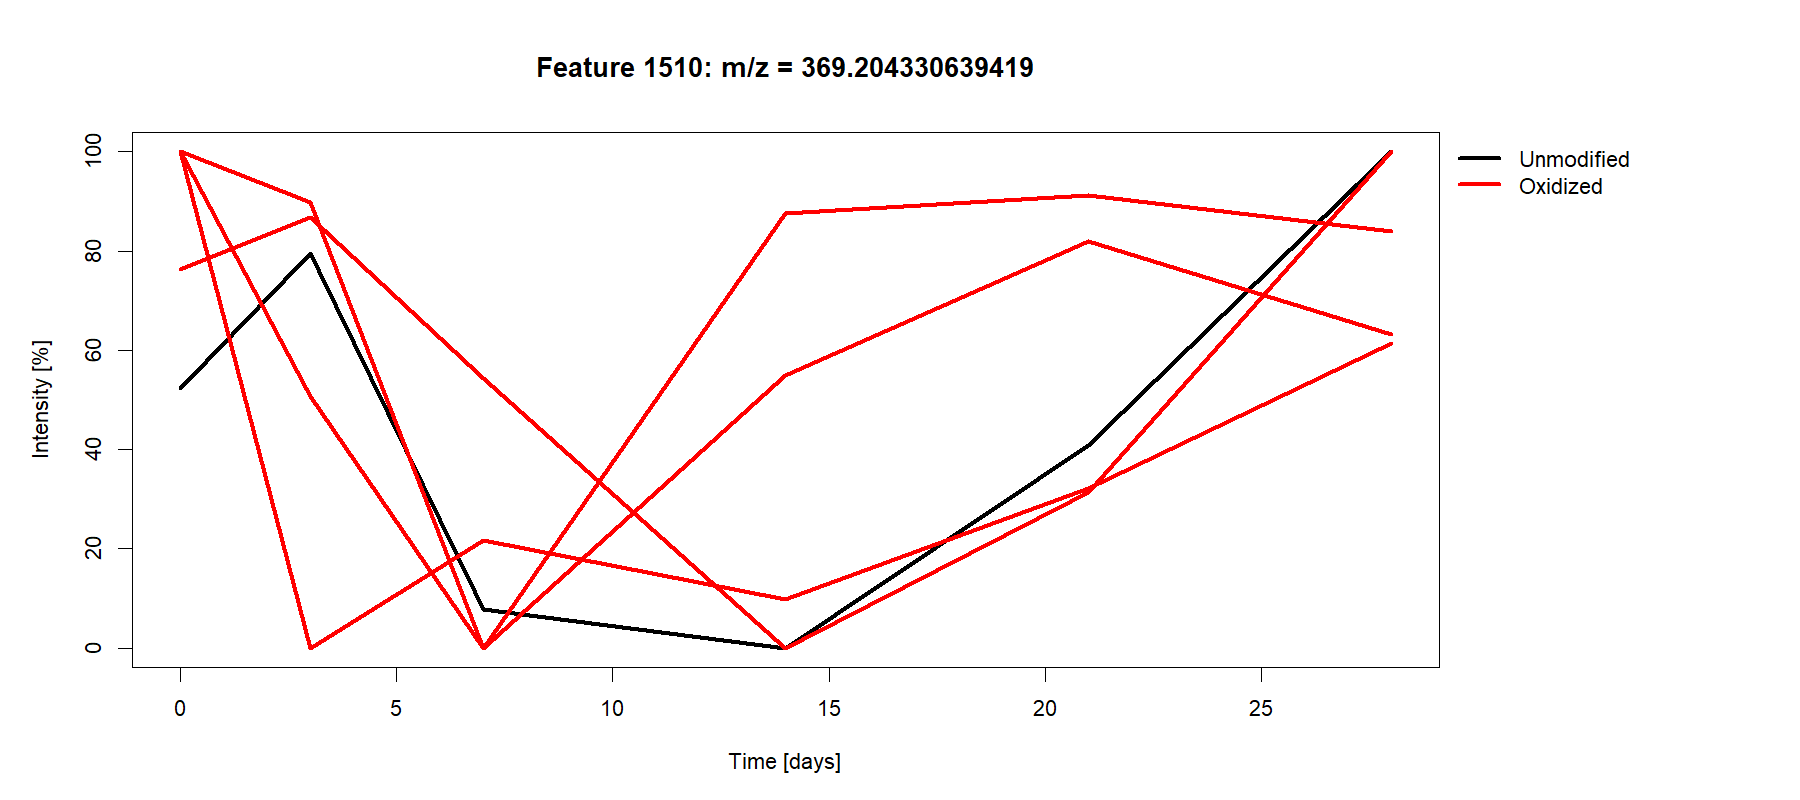 Feature 1510: m/z = 369.204330639419
Unmodified
Oxidized
Intensity [%]
100
80
60
40
20
0
0 5 10 15 20 25
Time [days]